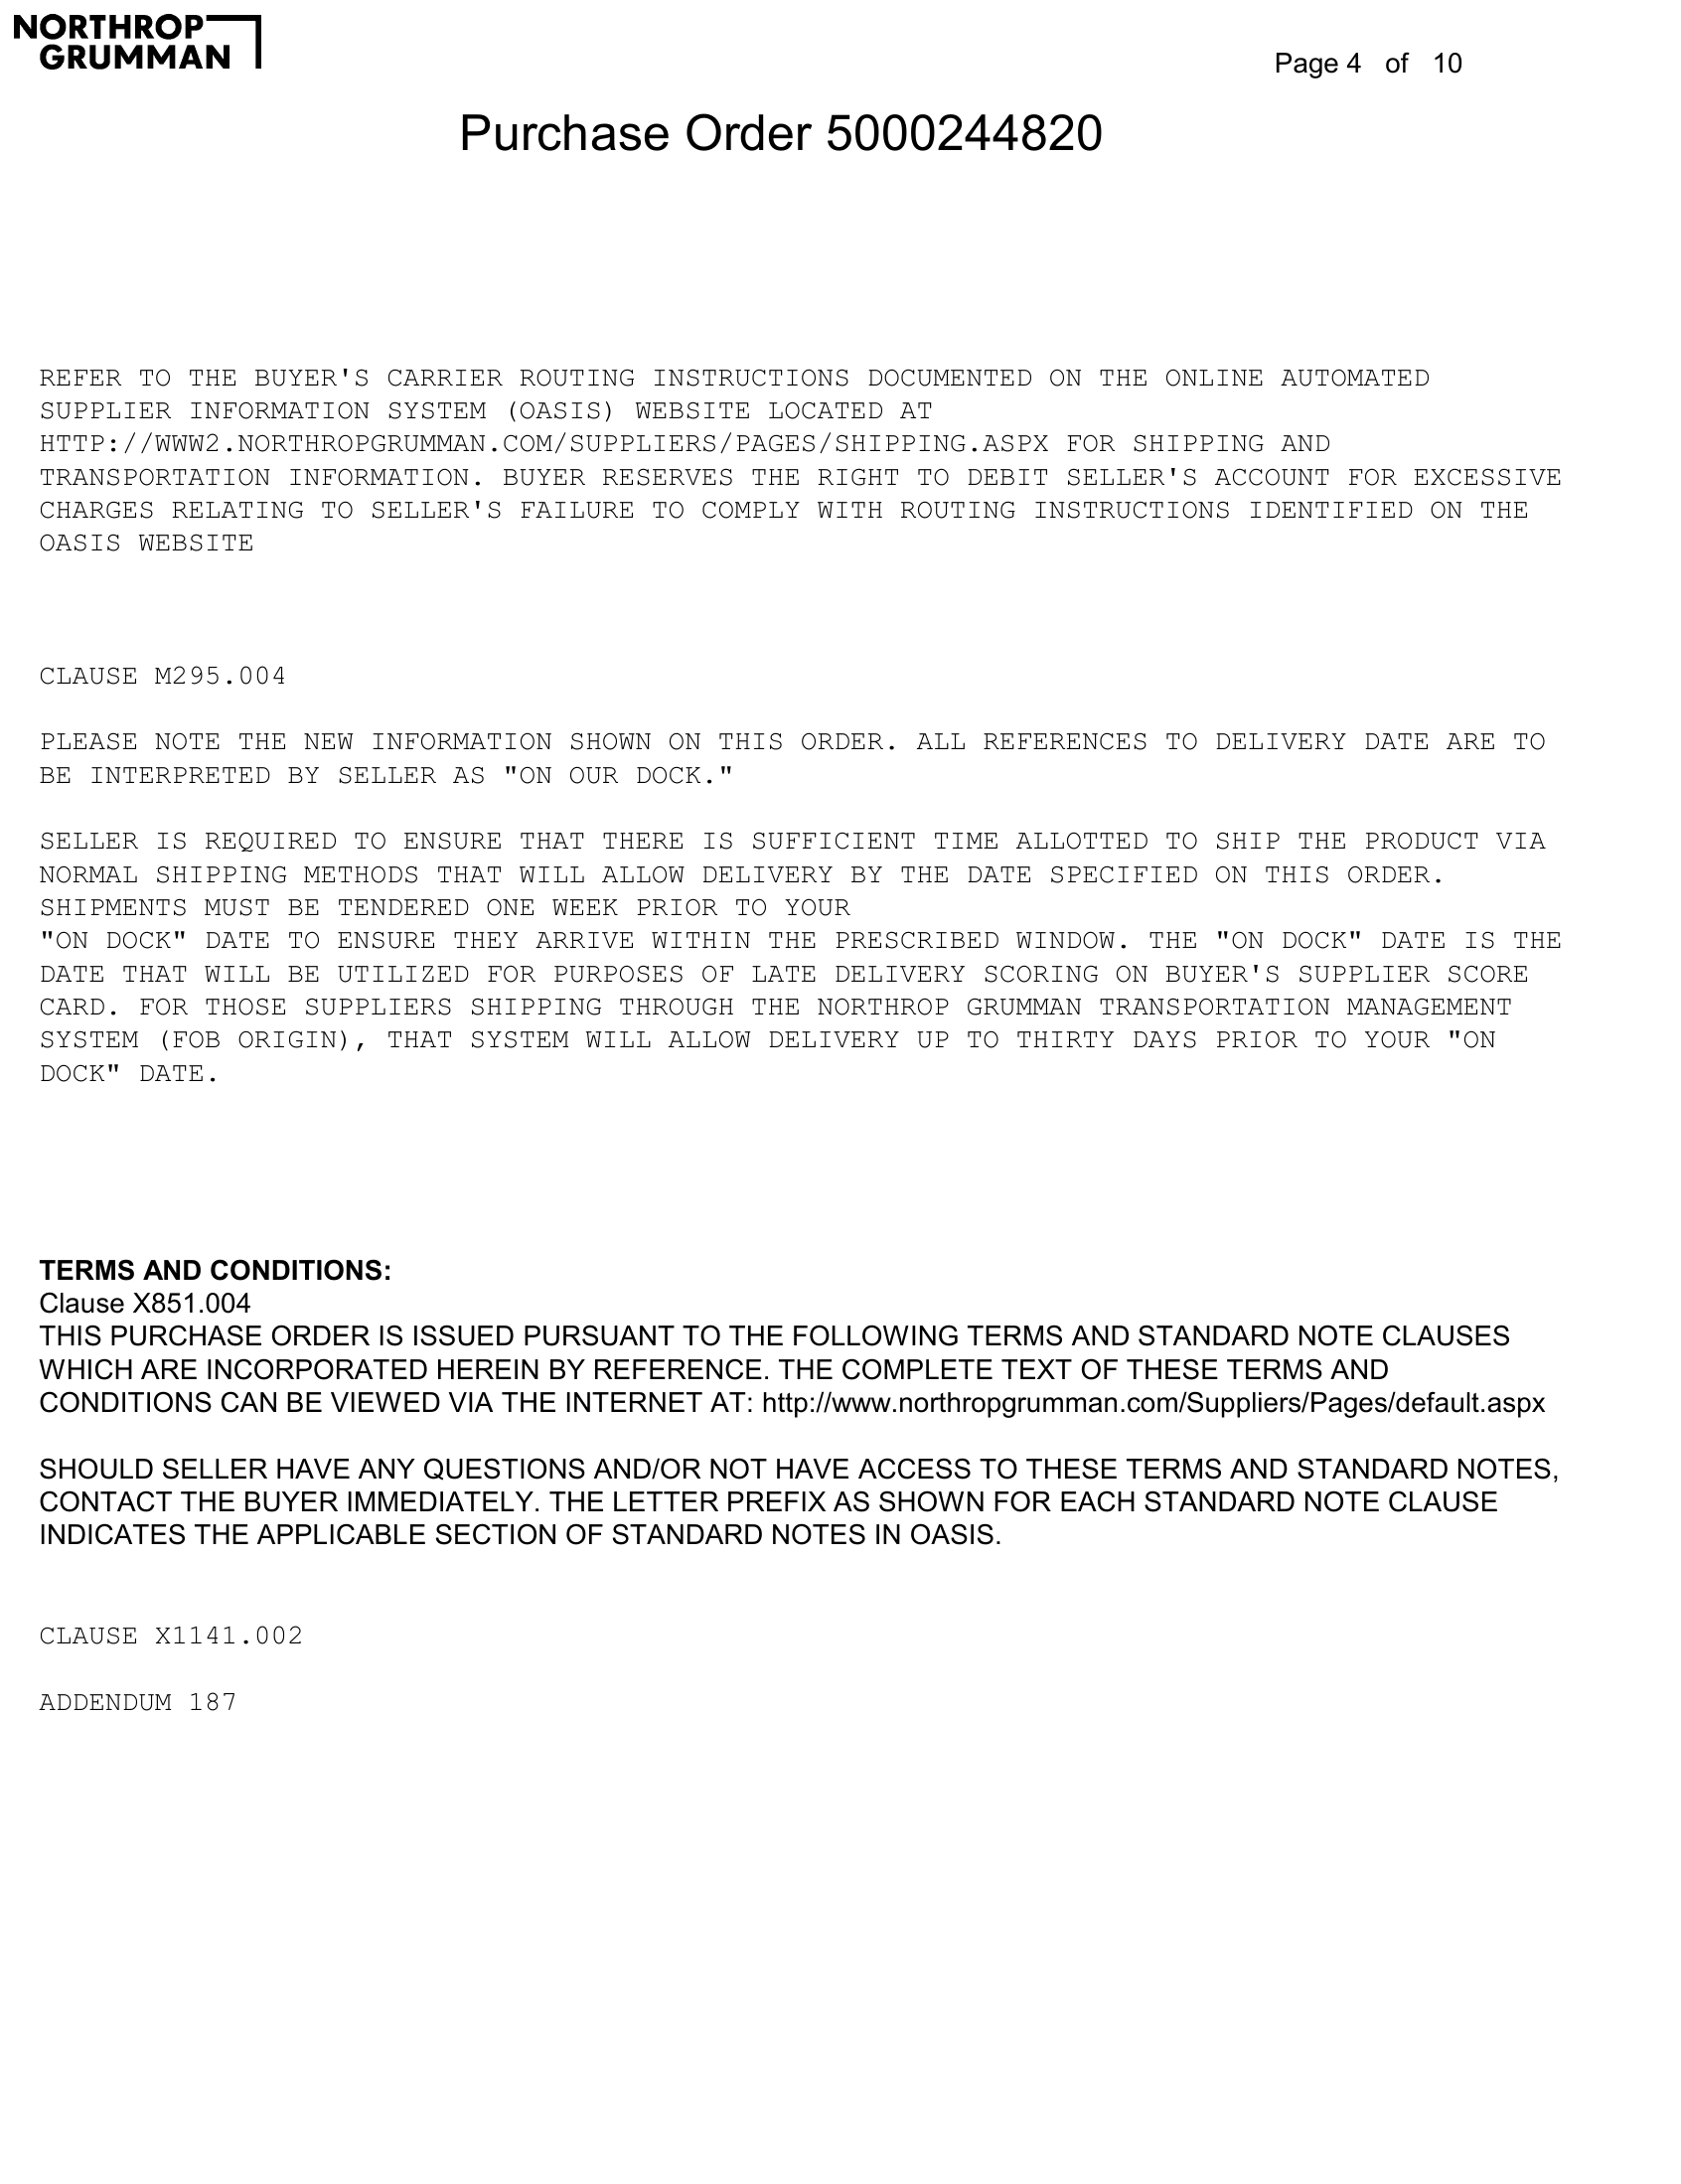 NORTHROP
GRUMMAN
Page 4 of 10
Purchase Order 5000244820
REFER TO THE BUYER'S CARRIER ROUTING INSTRUCTIONS DOCUMENTED ON THE ONLINE AUTOMATED
SUPPLIER INFORMATION SYSTEM (OASIS) WEBSITE LOCATED AT
HTTP://WWW2.NORTHROPGRUMMAN.COM/SUPPLIERS/PAGES/SHIPPING.ASPX FOR SHIPPING AND
TRANSPORTATION INFORMATION. BUYER RESERVES THE RIGHT TO DEBIT SELLER'S ACCOUNT FOR EXCESSIVE
CHARGES RELATING TO SELLER'S FAILURE TO COMPLY WITH ROUTING INSTRUCTIONS IDENTIFIED ON THE
OASIS WEBSITE
CLAUSE M295.004
PLEASE NOTE THE NEW INFORMATION SHOWN ON THIS ORDER. ALL REFERENCES TO DELIVERY DATE ARE TO
BE INTERPRETED BY SELLER AS "ON OUR DOCK."
SELLER IS REQUIRED TO ENSURE THAT THERE IS SUFFICIENT TIME ALLOTTED TO SHIP THE PRODUCT VIA
NORMAL SHIPPING METHODS THAT WILL ALLOW DELIVERY BY THE DATE SPECIFIED ON THIS ORDER.
SHIPMENTS MUST BE TENDERED ONE WEEK PRIOR TO YOUR
"ON DOCK" DATE TO ENSURE THEY ARRIVE WITHIN THE PRESCRIBED WINDOW. THE "ON DOCK" DATE IS THE
DATE THAT WILL BE UTILIZED FOR PURPOSES OF LATE DELIVERY SCORING ON BUYER'S SUPPLIER SCORE
CARD. FOR THOSE SUPPLIERS SHIPPING THROUGH THE NORTHROP GRUMMAN TRANSPORTATION MANAGEMENT
SYSTEM (FOB ORIGIN), THAT SYSTEM WILL ALLOW DELIVERY UP TO THIRTY DAYS PRIOR TO YOUR "ON
DOCK" DATE.
TERMS AND CONDITIONS:
Clause X851.004
THIS PURCHASE ORDER IS ISSUED PURSUANT TO THE FOLLOWING TERMS AND STANDARD NOTE CLAUSES
WHICH ARE INCORPORATED HEREIN BY REFERENCE. THE COMPLETE TEXT OF THESE TERMS AND
CONDITIONS CAN BE VIEWED VIA THE INTERNET AT: http://www.northropgrumman.com/Suppliers/Pages/default.aspx
SHOULD SELLER HAVE ANY QUESTIONS AND/OR NOT HAVE ACCESS TO THESE TERMS AND STANDARD NOTES,
CONTACT THE BUYER IMMEDIATELY. THE LETTER PREFIX AS SHOWN FOR EACH STANDARD NOTE CLAUSE
INDICATES THE APPLICABLE SECTION OF STANDARD NOTES IN OASIS.
CLAUSE X1141.002
ADDENDUM 187